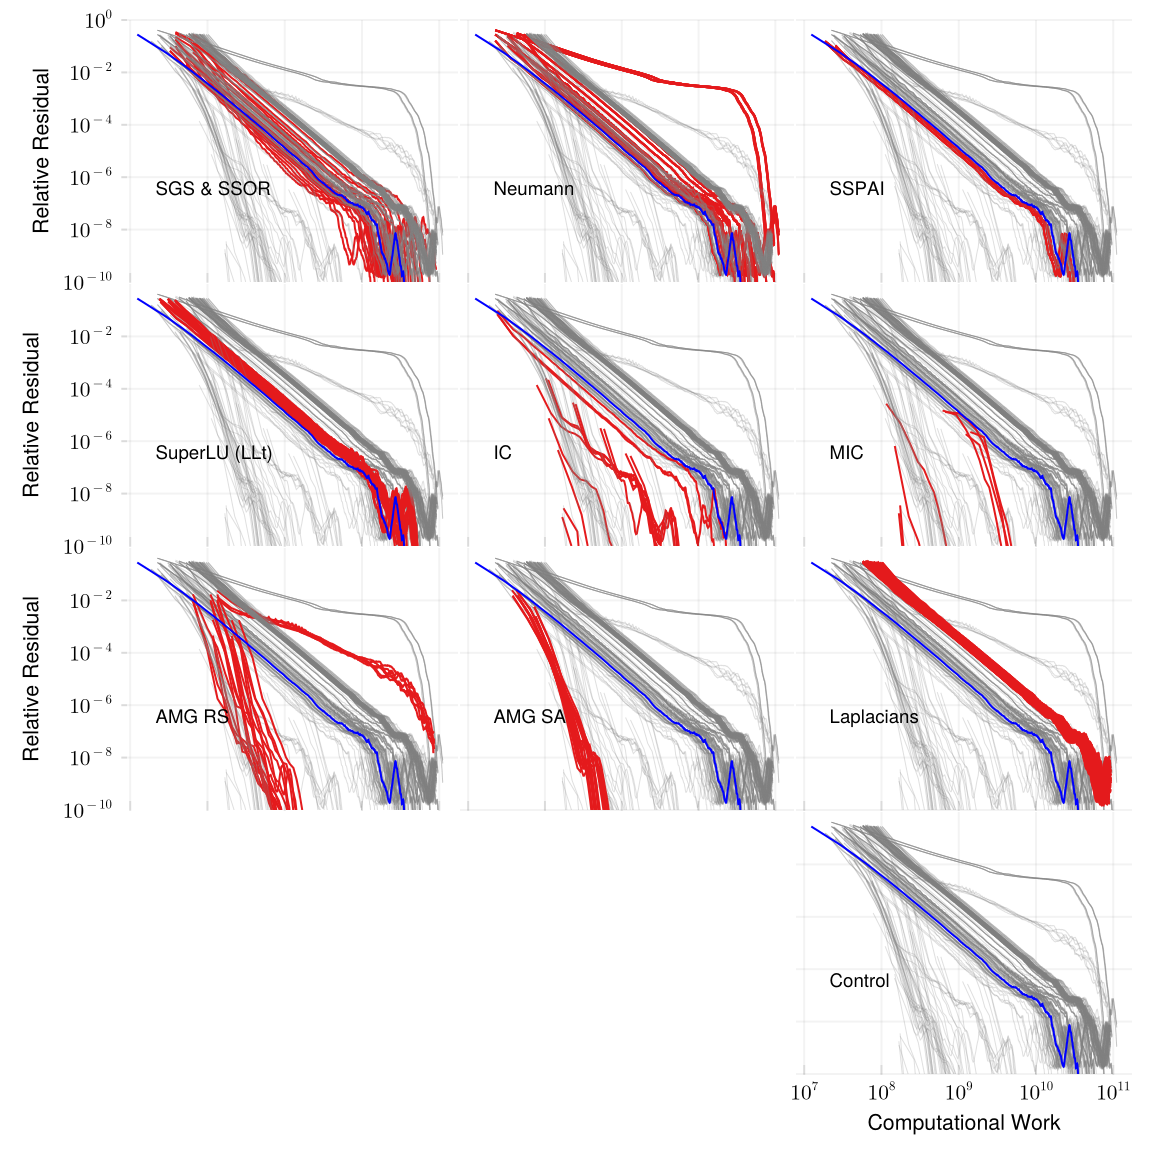 10^0
10^−2
10^−4
10^−6
10^−8
10^−10
Relative Residual
SGS & SSOR
Neumann
SSPAI
10^−2
10^−4
10^−6
10^−8
10^−10
Relative Residual
SuperLU (LLt)
IC
MIC
10^−2
10^−4
10^−6
10^−8
10^−10
Relative Residual
AMG RS
AMG SA
Laplacians
Control
10^7 10^8 10^9 10^10 10^11
Computational Work